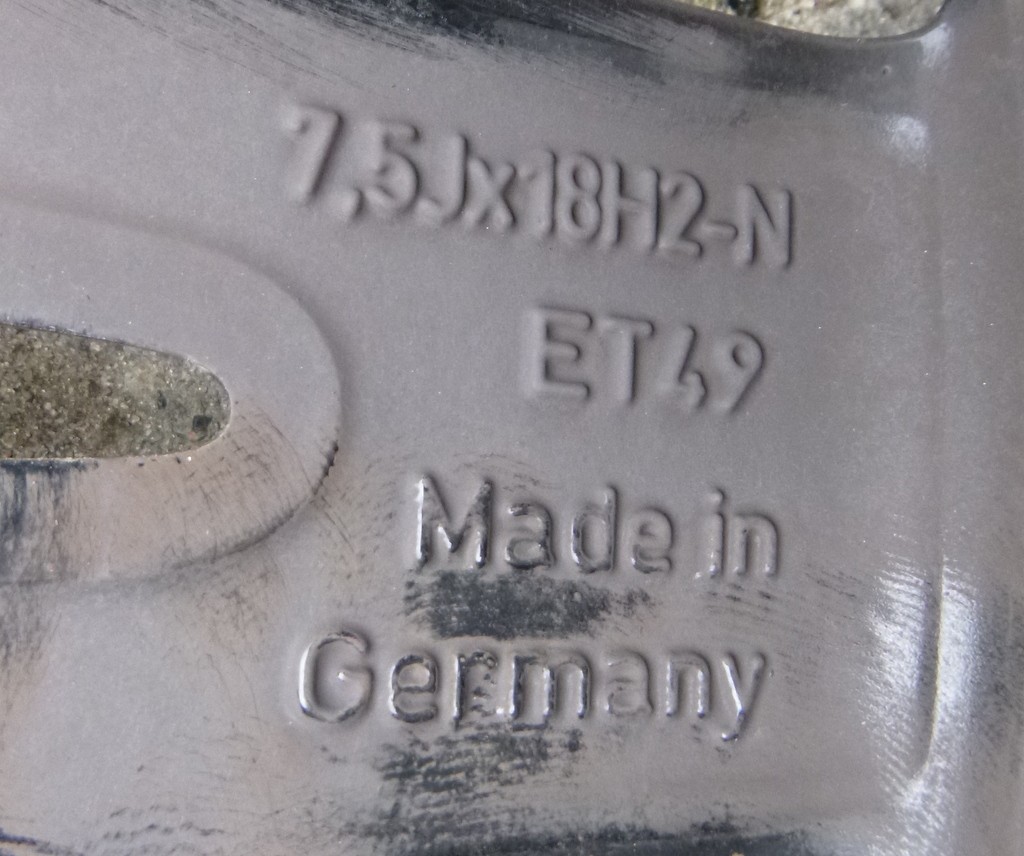 7,5Jx18H2-N
ET49
Made in
Germany